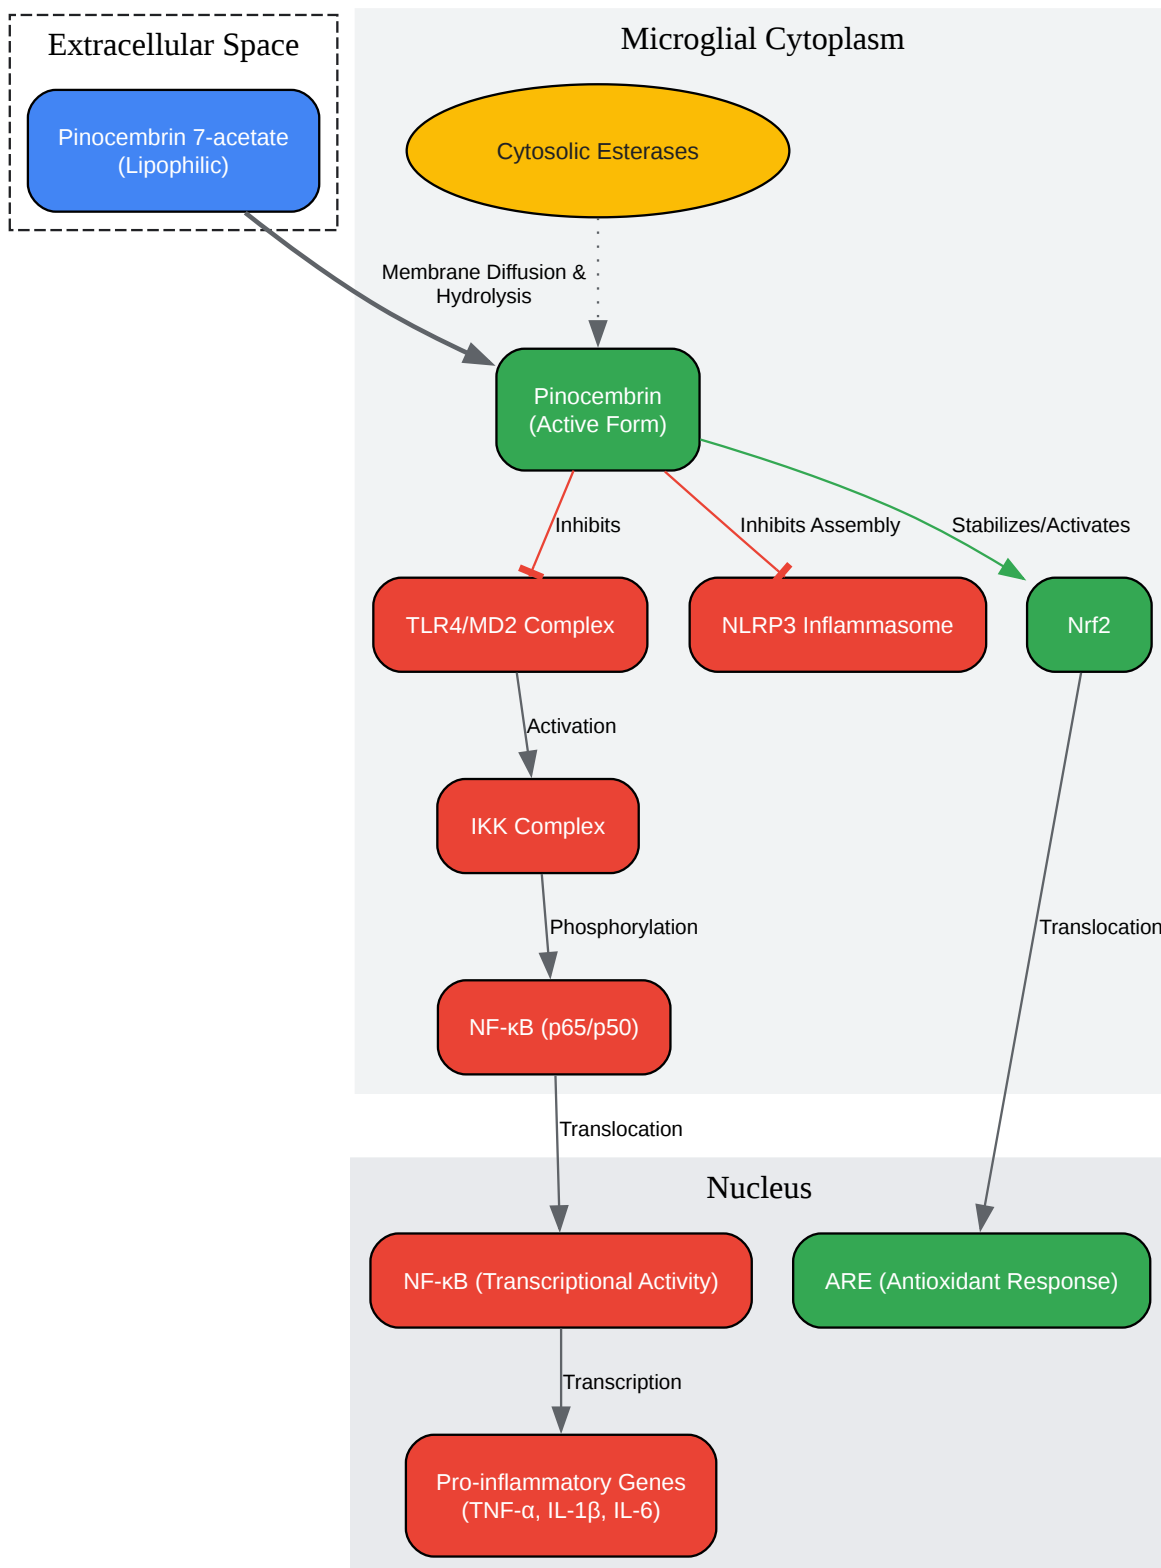 Extracellular Space
Microglial Cytoplasm
Pinocembrin 7-acetate
(Lipophilic)
Cytosolic Esterases
Membrane Diffusion &
Hydrolysis
Pinocembrin
(Active Form)
Inhibits
Inhibits Assembly
Stabilizes/Activates
TLR4/MD2 Complex
NLRP3 Inflammasome
Nrf2
Activation
IKK Complex
Phosphorylation
Translocation
NF-κB (p65/p50)
Translocation
Nucleus
NF-κB (Transcriptional Activity)
ARE (Antioxidant Response)
Transcription
Pro-inflammatory Genes
(TNF-α, IL-1β, IL-6)